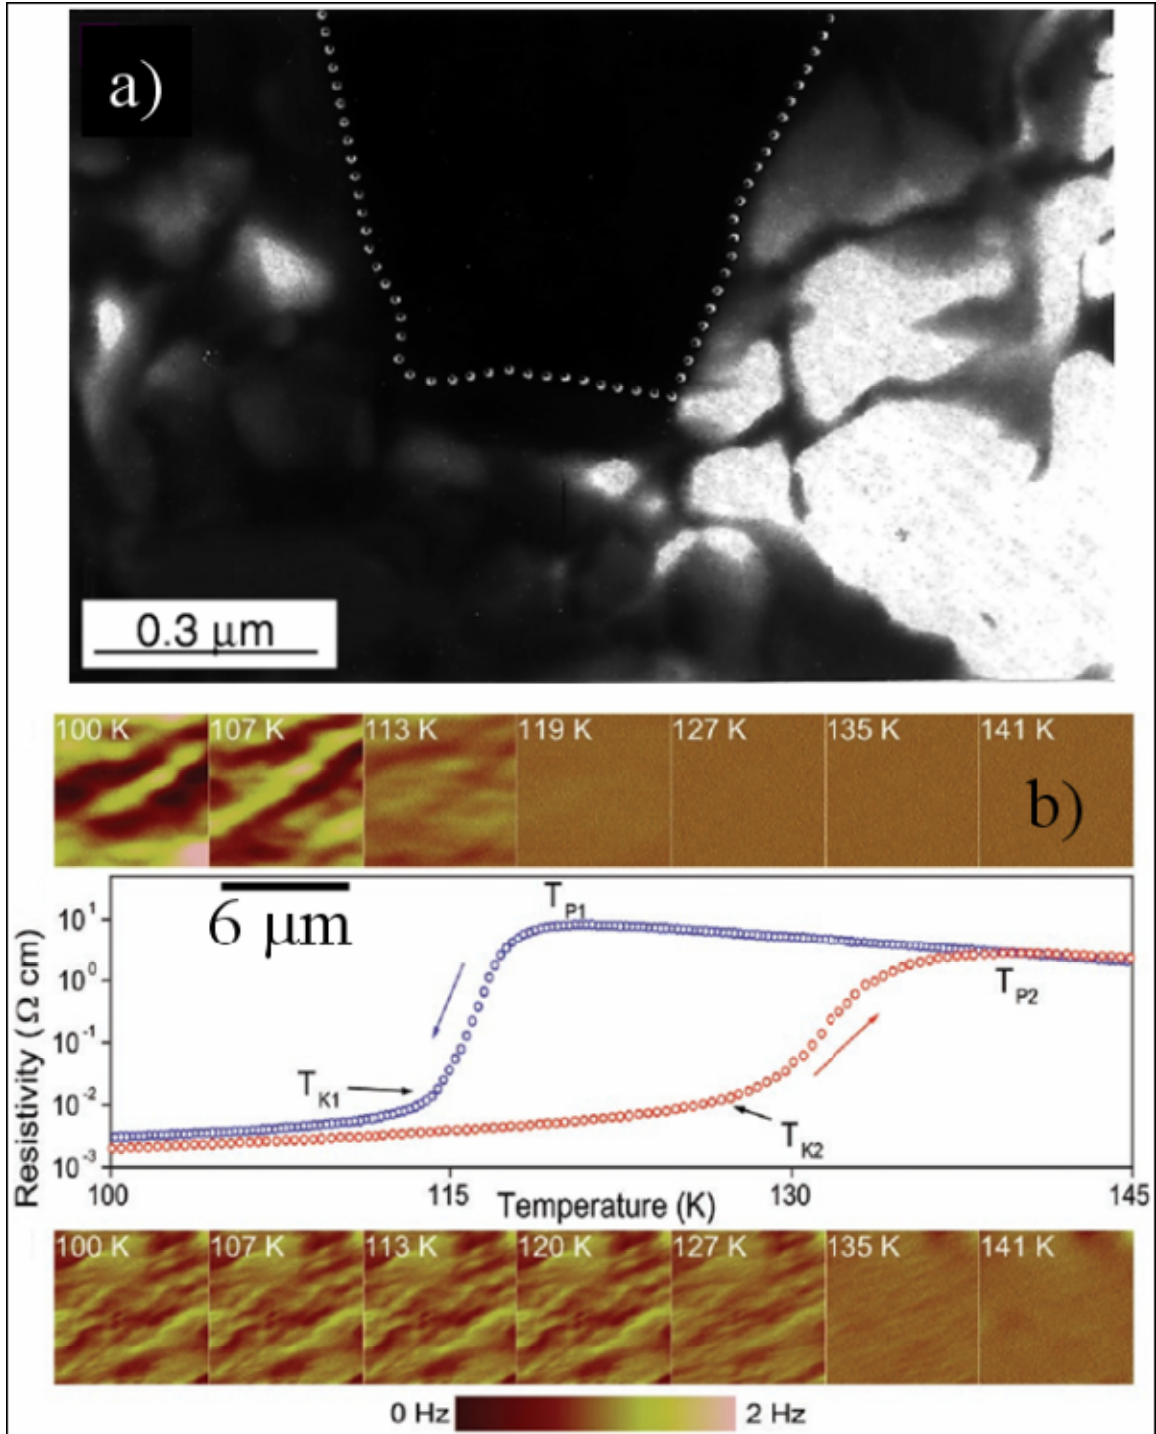 a)
0.3 μm
100 K 107 K 113 K 119 K 127 K 135 K 141 K
b)
6 μm
T_P1
T_P2
T_K1
T_K2
10^1
10^0
10^-1
10^-2
10^-3
Resistivity (Ω cm)
100 115 130 145
Temperature (K)
100 K 107 K 113 K 120 K 127 K 135 K 141 K
0 Hz 2 Hz